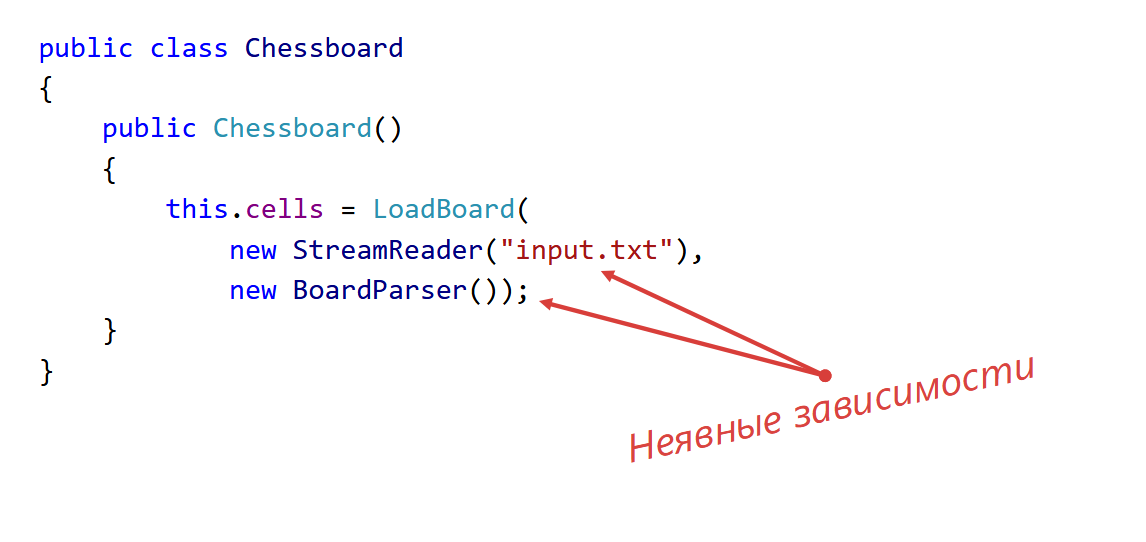 public class Chessboard
{
    public Chessboard()
    {
        this.cells = LoadBoard(
            new StreamReader("input.txt"),
            new BoardParser());
    }
}
Неявные зависимости